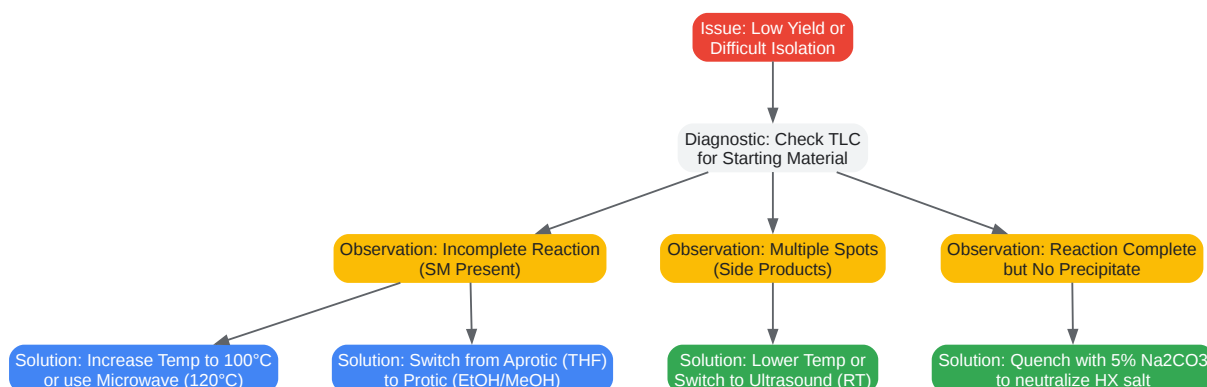 Issue: Low Yield or
Difficult Isolation
Diagnostic: Check TLC
for Starting Material
Observation: Incomplete Reaction
(SM Present)
Observation: Multiple Spots
(Side Products)
Observation: Reaction Complete
but No Precipitate
Solution: Increase Temp to 100°C
or use Microwave (120°C)
Solution: Switch from Aprotic (THF)
to Protic (EtOH/MeOH)
Solution: Lower Temp or
Switch to Ultrasound (RT)
Solution: Quench with 5% Na2CO3
to neutralize HX salt